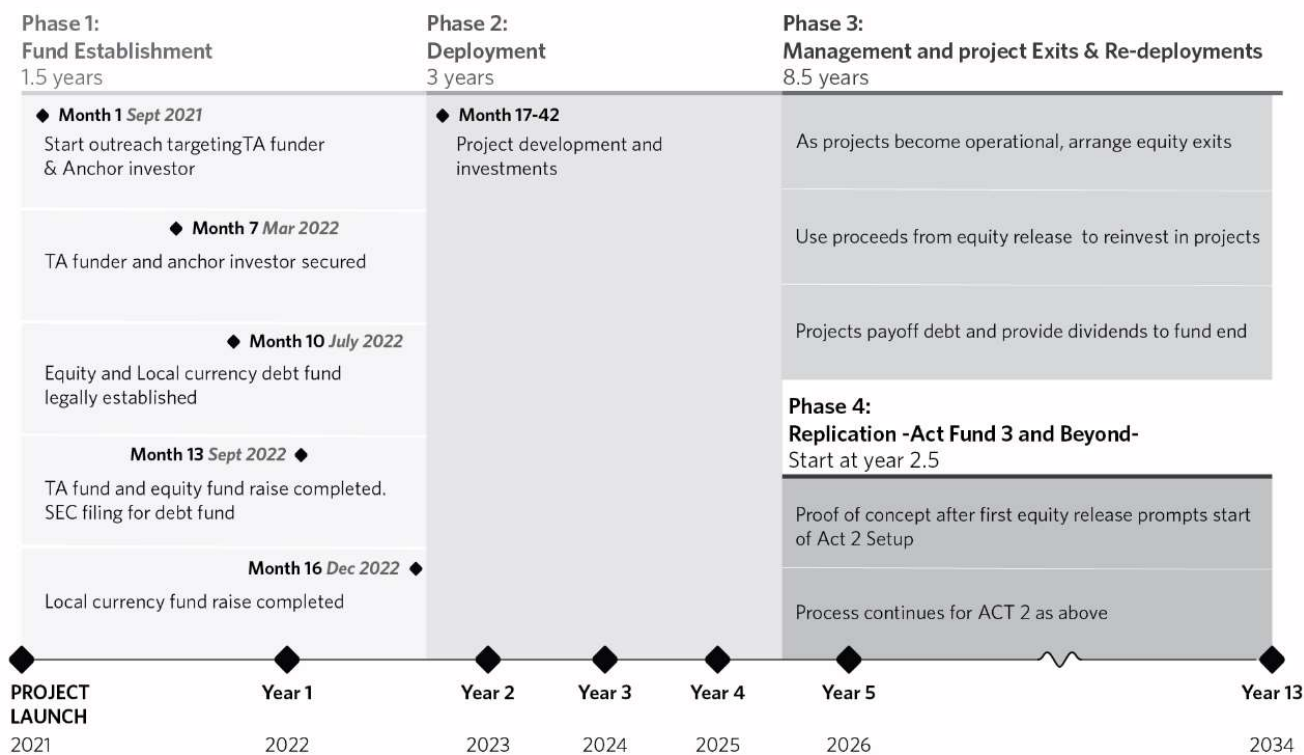 Phase 1:
Fund Establishment
1.5 years
Month 1 Sept 2021
Start outreach targetingTA funder
& Anchor investor
Month 7 Mar 2022
TA funder and anchor investor secured
Month 10 July 2022
Equity and Local currency debt fund
legally established
Month 13 Sept 2022
TA fund and equity fund raise completed.
SEC filing for debt fund
Month 16 Dec 2022
Local currency fund raise completed
Phase 2:
Deployment
3 years
Month 17-42
Project development and
investments
Phase 3:
Management and project Exits & Re-deployments
8.5 years
As projects become operational, arrange equity exits
Use proceeds from equity release to reinvest in projects
Projects payoff debt and provide dividends to fund end
Phase 4:
Replication -Act Fund 3 and Beyond-
Start at year 2.5
Proof of concept after first equity release prompts start
of Act 2 Setup
Process continues for ACT 2 as above
PROJECT
LAUNCH
2021
Year 1
2022
Year 2
2023
Year 3
2024
Year 4
2025
Year 5
2026
Year 13
2034